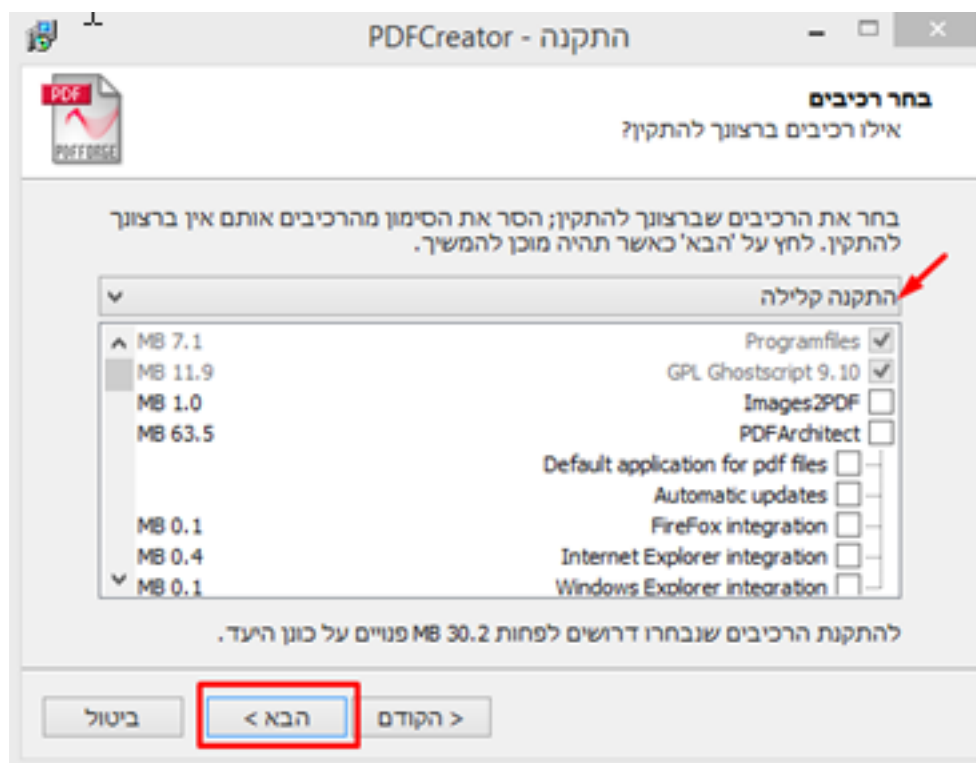 התקנה - PDFCreator
PDF
PDFFORGE
בחר רכיבים
אילו רכיבים ברצונך להתקין?
בחר את הרכיבים שברצונך להתקין; הסר את הסימון מהרכיבים אותם אין ברצונך
להתקין. לחץ על 'הבא' כאשר תהיה מוכן להמשיך.
התקנה קלילה
Programfiles MB 7.1
GPL Ghostscript 9.10 MB 11.9
Images2PDF MB 1.0
PDFArchitect MB 63.5
Default application for pdf files
Automatic updates
FireFox integration MB 0.1
Internet Explorer integration MB 0.4
Windows Explorer integration MB 0.1
להתקנת הרכיבים שנבחרו דרושים לפחות 30.2 MB פנויים על כונן היעד.
< הקודם
הבא >
ביטול